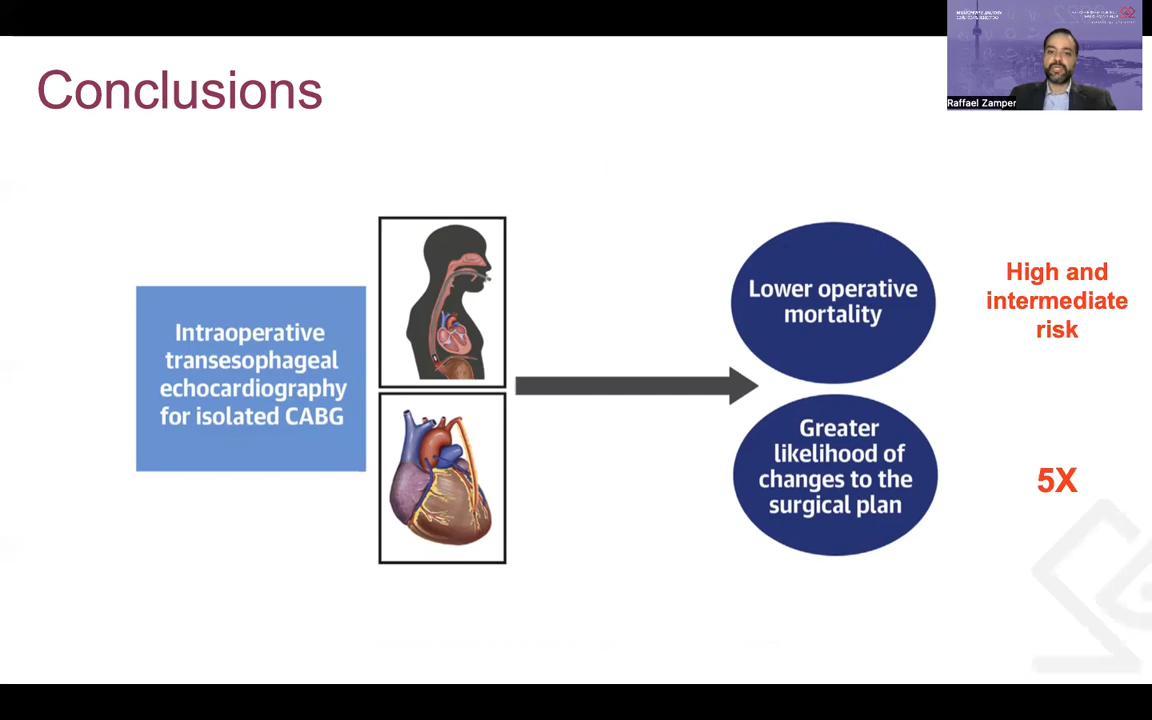 Conclusions
Raffael Zamper
Intraoperative
transesophageal
echocardiography
for isolated CABG
Lower operative
mortality
High and
intermediate
risk
Greater
likelihood of
changes to the
surgical plan
5X